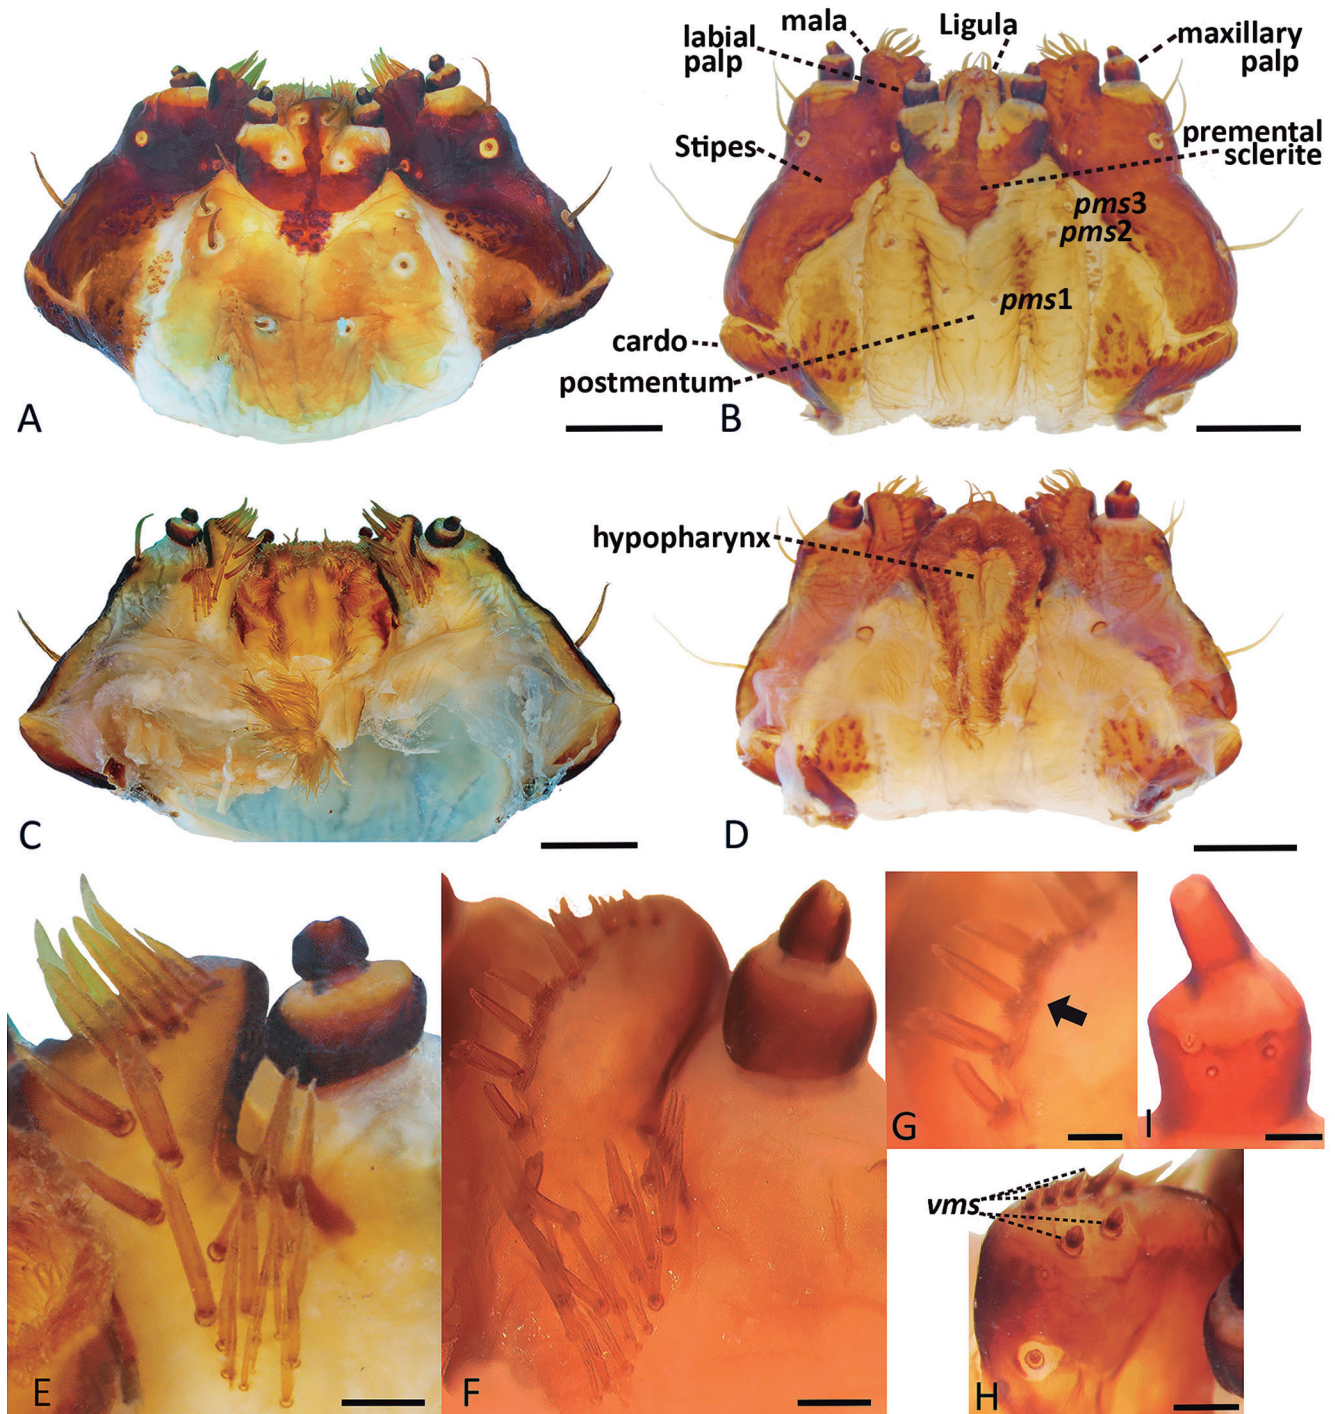 mala
Ligula
labial
palp
maxillary
palp
Stipes
premental
sclerite
pms3
pms2
pms1
cardo
postmentum
A
B
hypopharynx
C
D
E
F
G
I
vms
H